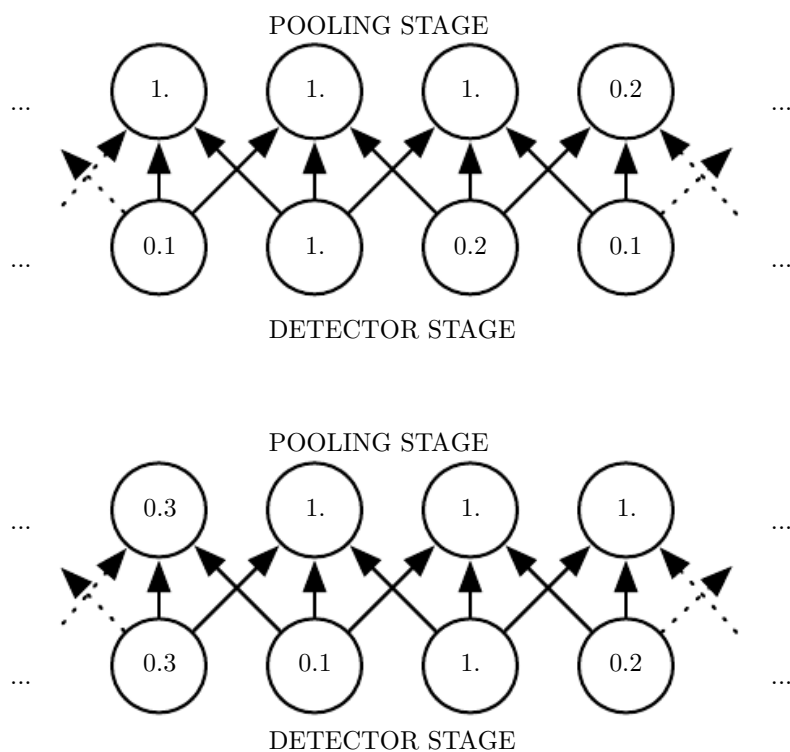 POOLING STAGE
1. 1. 1. 0.2
... ...
0.1 1. 0.2 0.1
... ...
DETECTOR STAGE
POOLING STAGE
0.3 1. 1. 1.
... ...
0.3 0.1 1. 0.2
... ...
DETECTOR STAGE